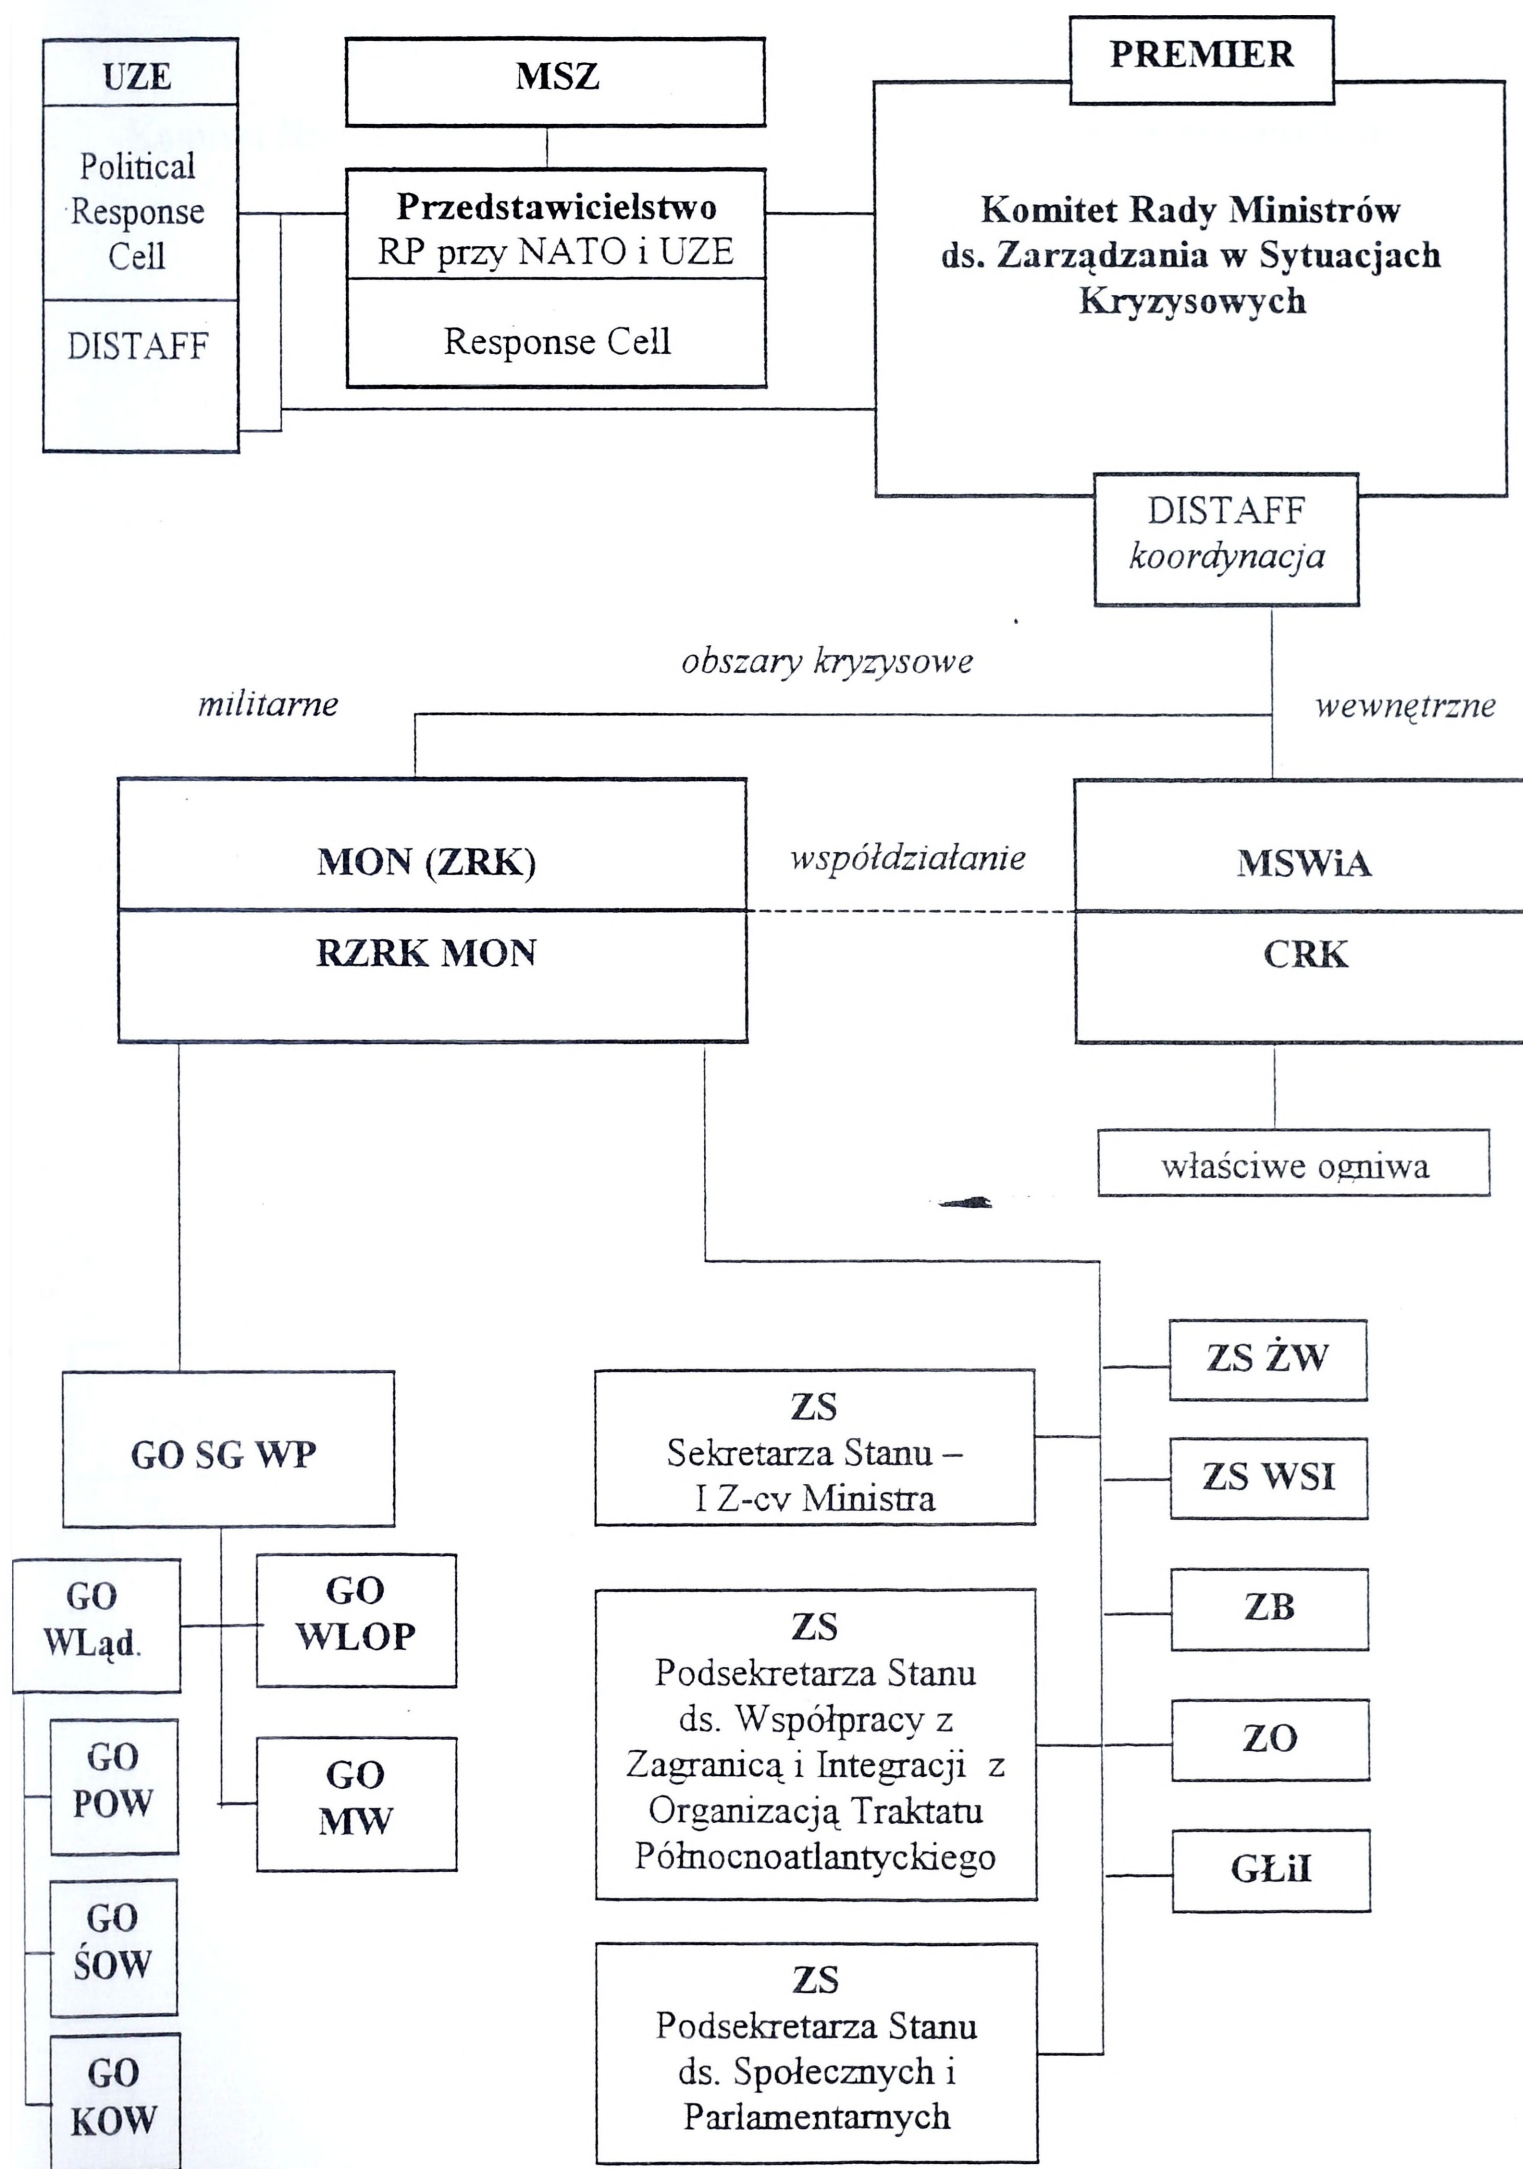 UZE
Political
Response
Cell
DISTAFF
MSZ
Przedstawicielstwo
RP przy NATO i UZE
Response Cell
PREMIER
Komitet Rady Ministrów
ds. Zarządzania w Sytuacjach
Kryzysowych
DISTAFF
koordynacja
obszary kryzysowe
militarne
wewnętrzne
MON (ZRK)
RZRK MON
współdziałanie
MSWiA
CRK
właściwe ogniwa
GO SG WP
GO
WLąd.
GO
WLOP
GO
POW
GO
MW
GO
ŚOW
GO
KOW
ZS
Sekretarza Stanu –
I Z-cy Ministra
ZS
Podsekretarza Stanu
ds. Współpracy z
Zagranicą i Integracji z
Organizacją Traktatu
Północnoatlantyckiego
ZS
Podsekretarza Stanu
ds. Społecznych i
Parlamentarnych
ZS ŻW
ZS WSI
ZB
ZO
GŁiI